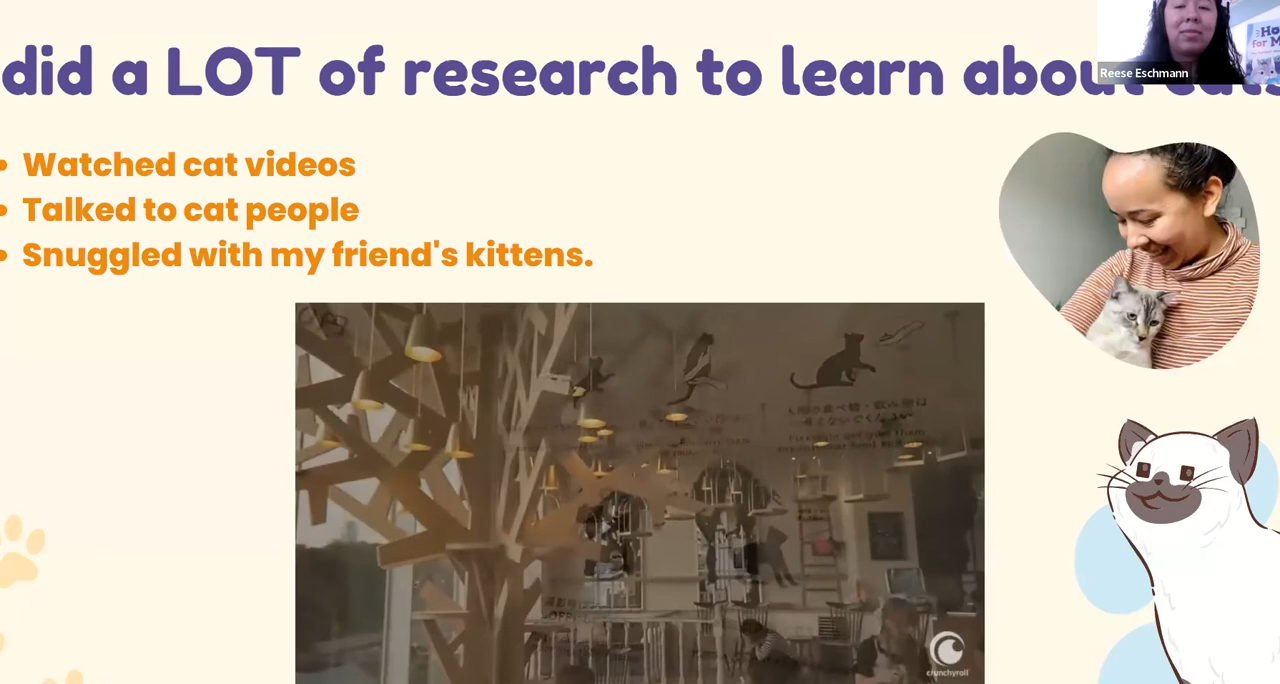 did a LOT of research to learn about cats
Reese Eschmann
• Watched cat videos
• Talked to cat people
• Snuggled with my friend's kittens.
crunchyroll